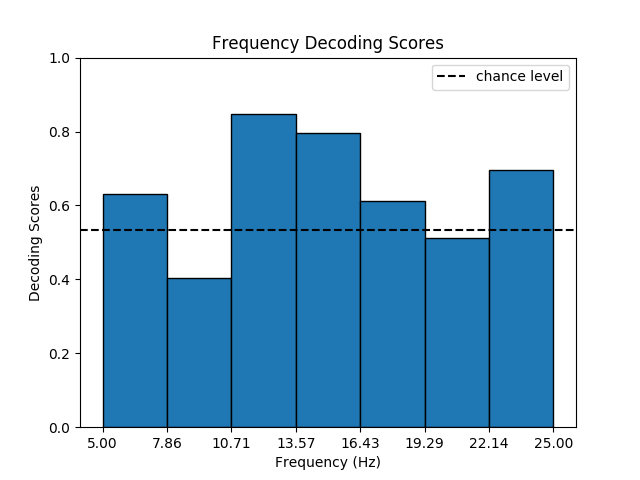 Frequency Decoding Scores
chance level
1.0
0.8
0.6
0.4
0.2
0.0
Decoding Scores
5.00 7.86 10.71 13.57 16.43 19.29 22.14 25.00
Frequency (Hz)